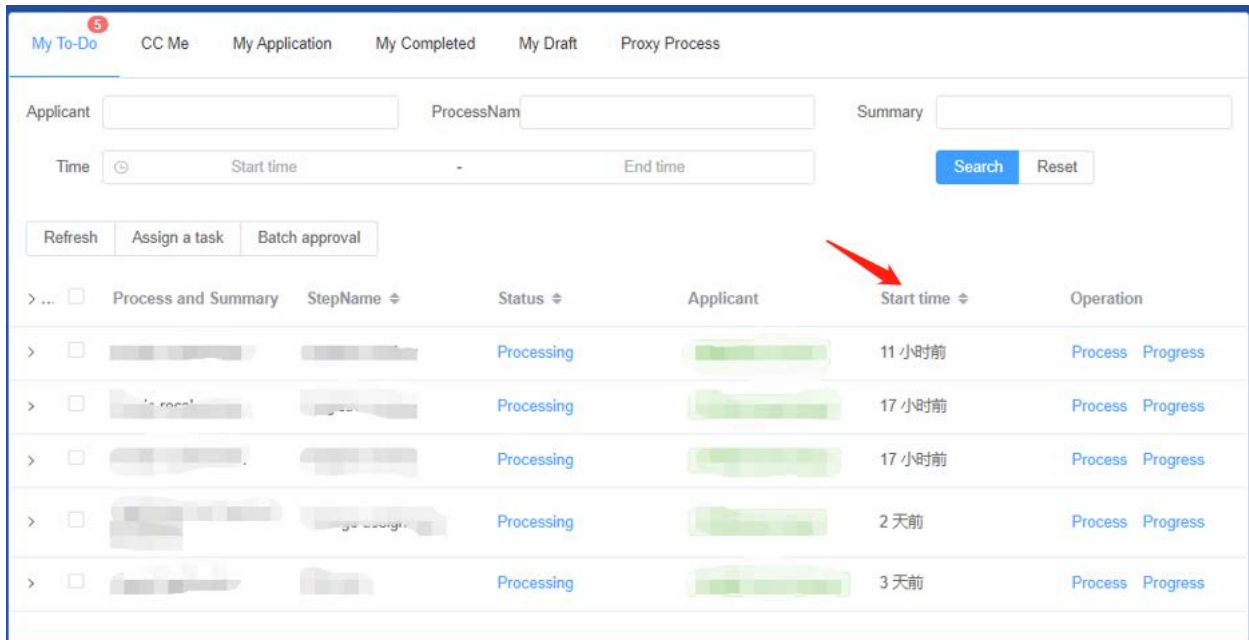 5
My To-Do CC Me My Application My Completed My Draft Proxy Process
Applicant ProcessNam Summary
Time Start time - End time Search Reset
Refresh Assign a task Batch approval
> ... Process and Summary StepName Status Applicant Start time Operation
> Processing 11 小时前 Process Progress
> Processing 17 小时前 Process Progress
> Processing 17 小时前 Process Progress
> Processing 2 天前 Process Progress
> Processing 3 天前 Process Progress